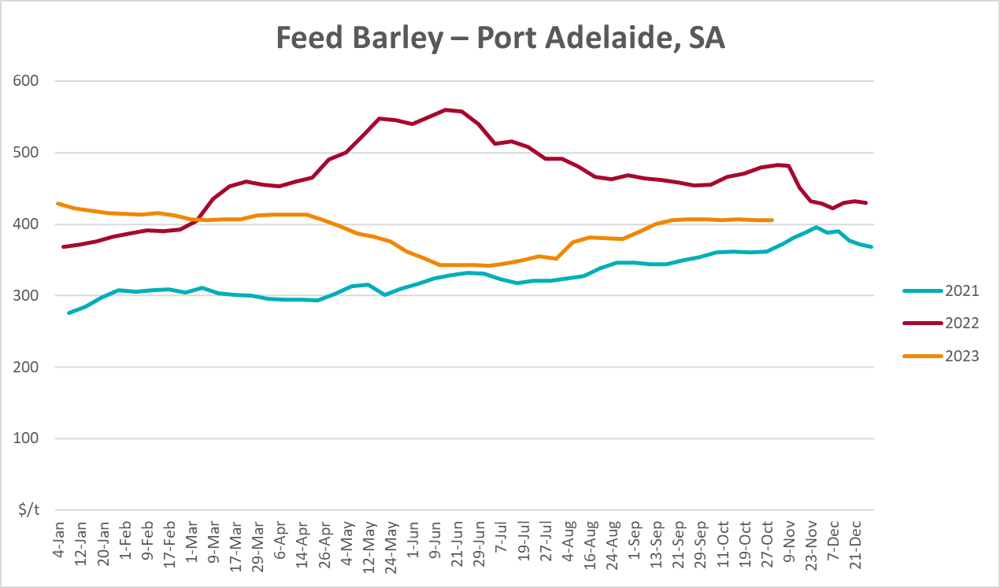 Feed Barley – Port Adelaide, SA
600
500
400
300
200
100
$/t
4-Jan
12-Jan
20-Jan
1-Feb
9-Feb
17-Feb
1-Mar
9-Mar
17-Mar
29-Mar
6-Apr
14-Apr
26-Apr
4-May
12-May
24-May
1-Jun
9-Jun
21-Jun
29-Jun
7-Jul
19-Jul
27-Jul
4-Aug
16-Aug
24-Aug
1-Sep
13-Sep
21-Sep
29-Sep
11-Oct
19-Oct
27-Oct
9-Nov
23-Nov
7-Dec
21-Dec
2021
2022
2023